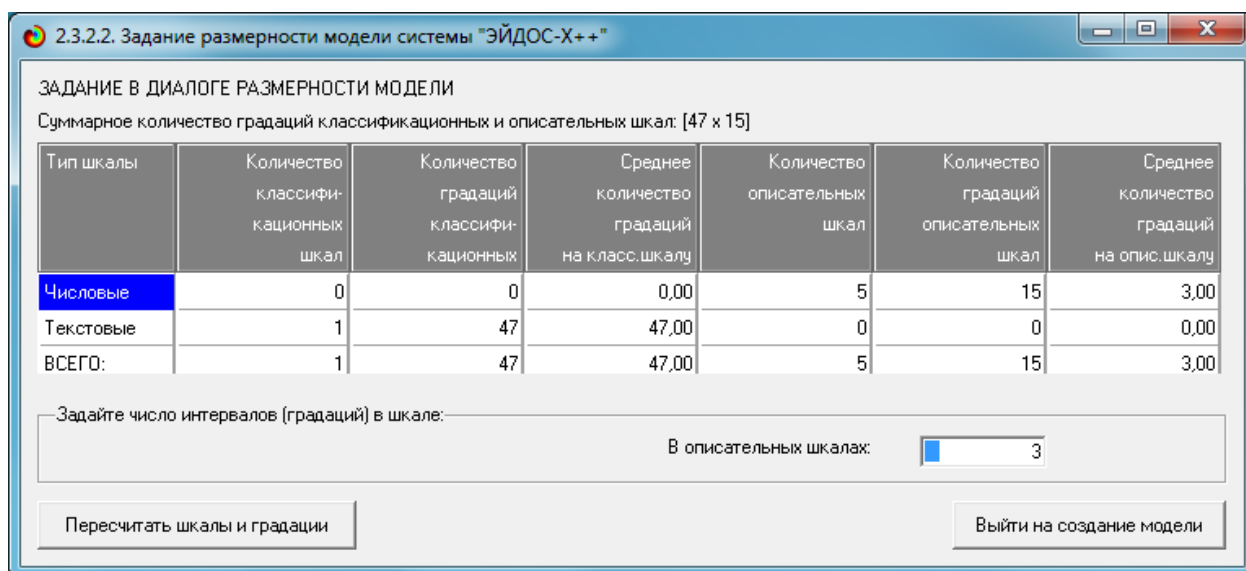 2.3.2.2. Задание размерности модели системы "ЭЙДОС-X++"
ЗАДАНИЕ В ДИАЛОГЕ РАЗМЕРНОСТИ МОДЕЛИ
Суммарное количество градаций классификационных и описательных шкал: [47 x 15]
Тип шкалы Количество Количество Среднее Количество Количество Среднее
классифи- градаций количество описательных градаций количество
кационных классифи- градаций шкал описательных градаций
шкал кационных на класс.шкалу шкал на опис.шкалу
Числовые 0 0 0,00 5 15 3,00
Текстовые 1 47 47,00 0 0 0,00
ВСЕГО: 1 47 47,00 5 15 3,00
Задайте число интервалов (градаций) в шкале:
В описательных шкалах: 3
Пересчитать шкалы и градации Выйти на создание модели